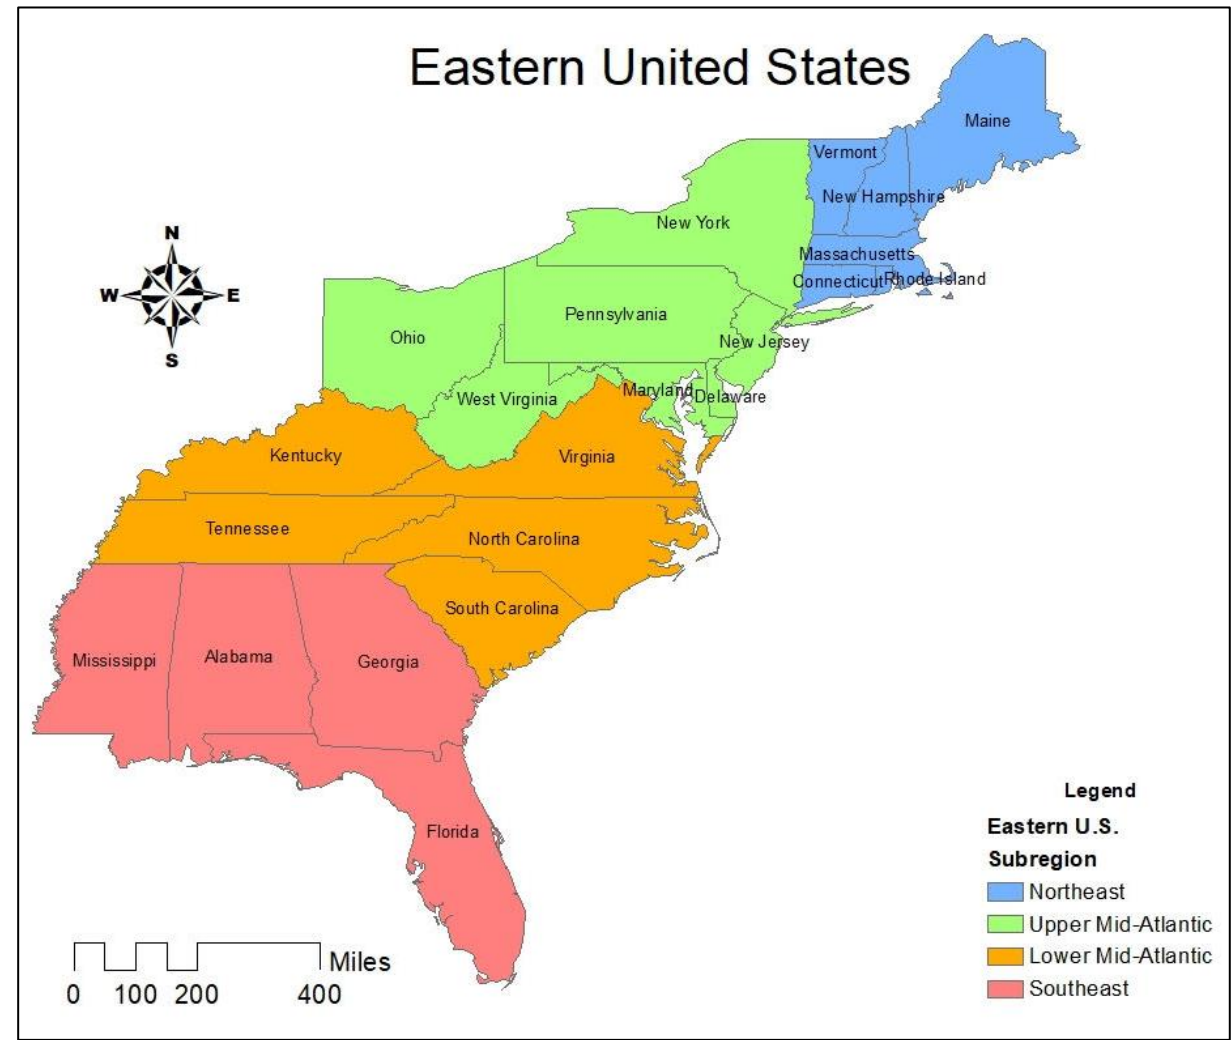 Eastern United States
Maine
Vermont
New Hampshire
New York
Massachusetts
Connecticut
Rhode Island
N
W
E
S
Pennsylvania
Ohio
New Jersey
West Virginia
Maryland
Delaware
Kentucky
Virginia
Tennessee
North Carolina
South Carolina
Mississippi
Alabama
Georgia
Florida
Legend
Eastern U.S.
Subregion
Northeast
Upper Mid-Atlantic
Lower Mid-Atlantic
Southeast
Miles
0 100 200 400